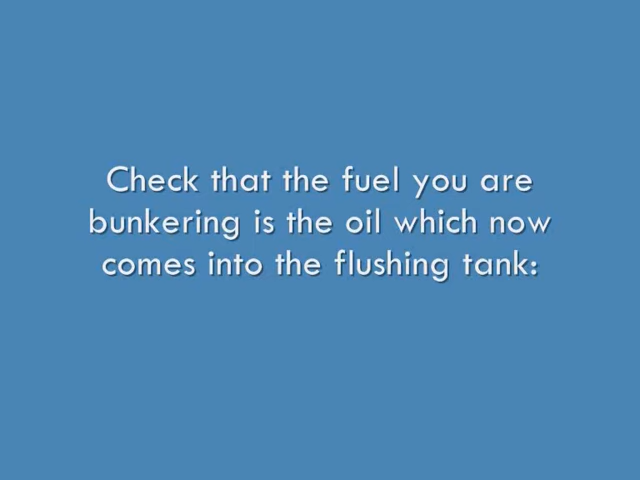 Check that the fuel you are
bunkering is the oil which now
comes into the flushing tank: